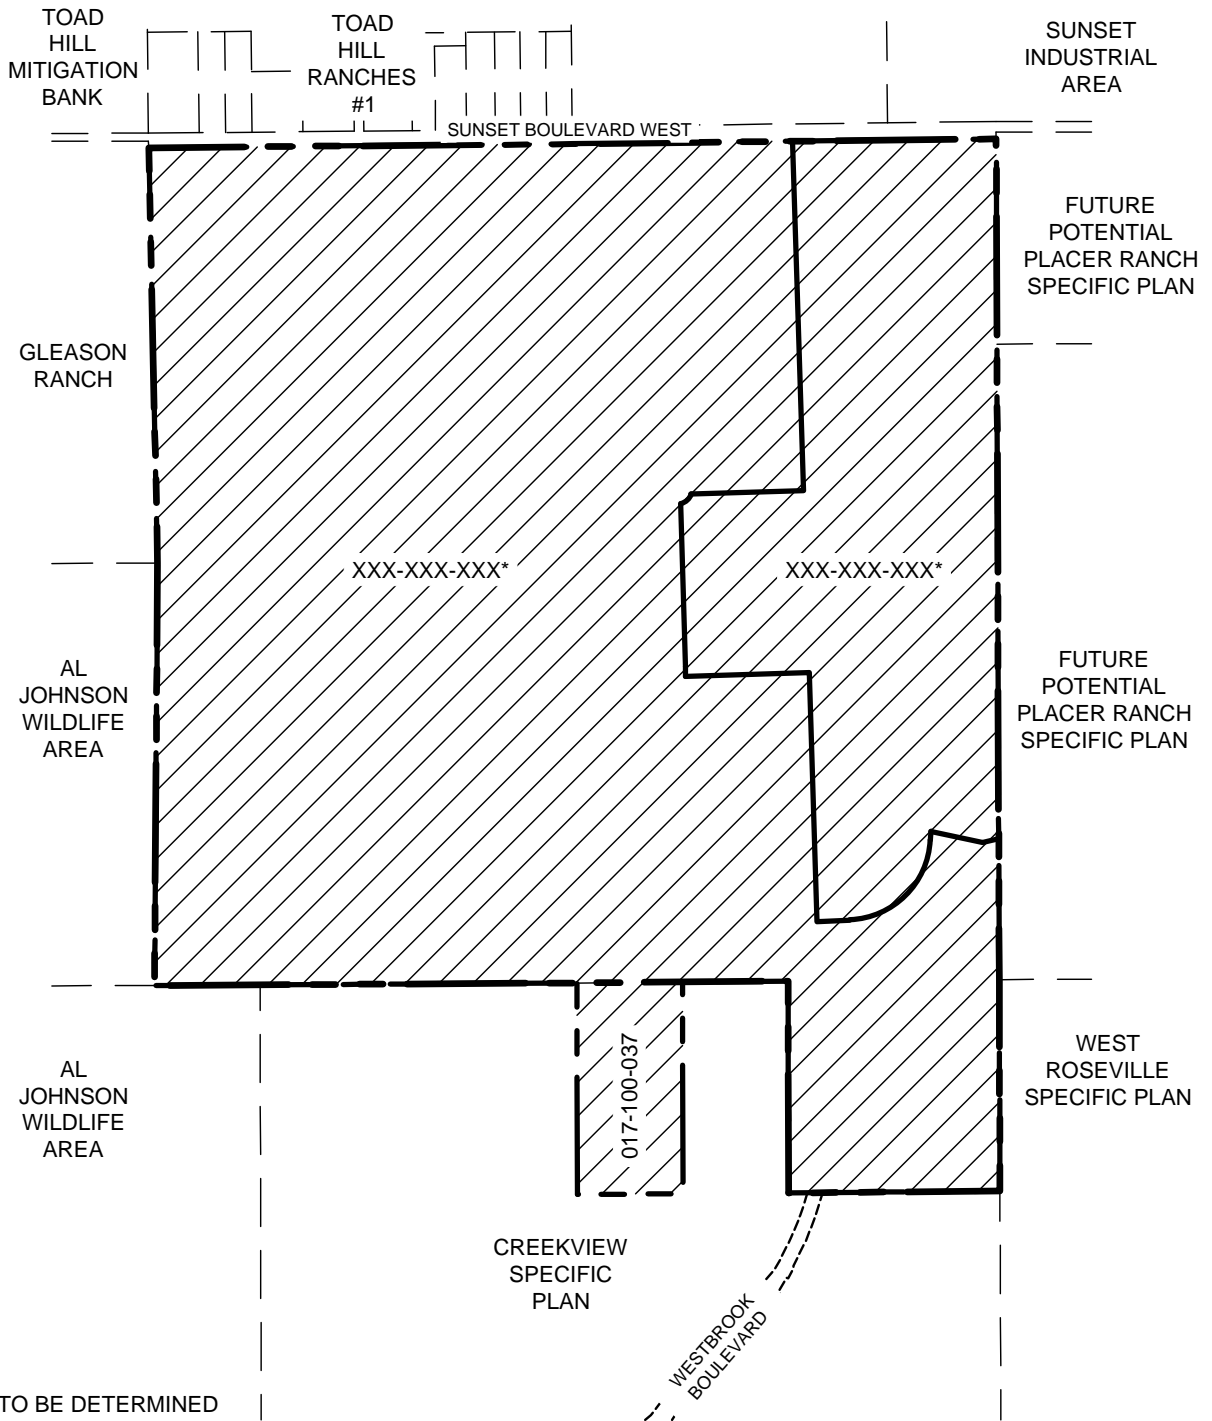 TOAD
HILL
MITIGATION
BANK
TOAD
HILL
RANCHES
#1
SUNSET
INDUSTRIAL
AREA
SUNSET BOULEVARD WEST
FUTURE
POTENTIAL
PLACER RANCH
SPECIFIC PLAN
GLEASON
RANCH
XXX-XXX-XXX*
XXX-XXX-XXX*
AL
JOHNSON
WILDLIFE
AREA
FUTURE
POTENTIAL
PLACER RANCH
SPECIFIC PLAN
AL
JOHNSON
WILDLIFE
AREA
017-100-037
WEST
ROSEVILLE
SPECIFIC PLAN
CREEKVIEW
SPECIFIC
PLAN
WESTBROOK
BOULEVARD
TO BE DETERMINED